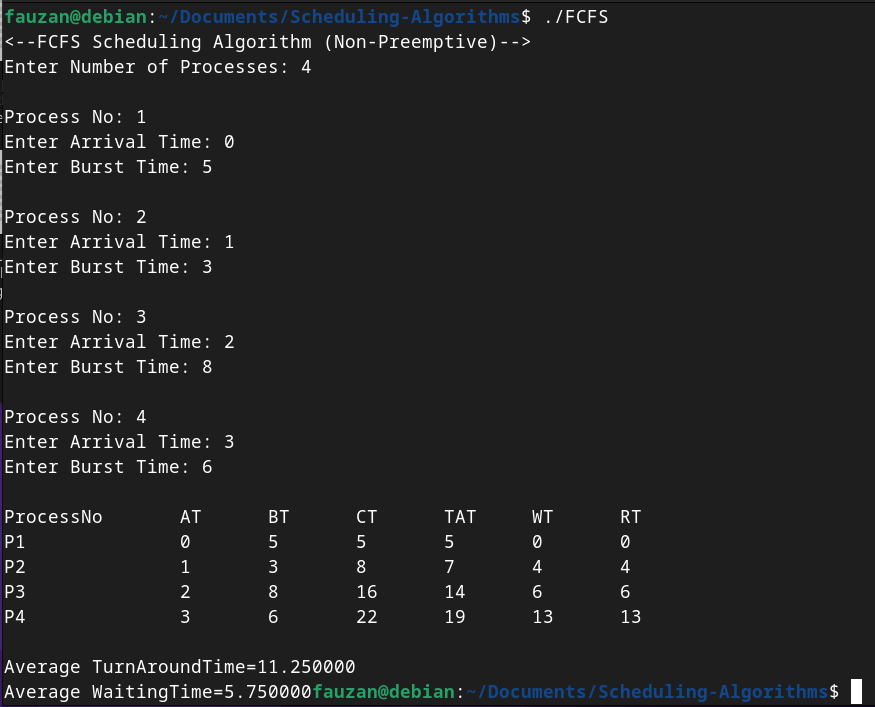 fauzan@debian:~/Documents/Scheduling-Algorithms$ ./FCFS
<--FCFS Scheduling Algorithm (Non-Preemptive)-->
Enter Number of Processes: 4

Process No: 1
Enter Arrival Time: 0
Enter Burst Time: 5

Process No: 2
Enter Arrival Time: 1
Enter Burst Time: 3

Process No: 3
Enter Arrival Time: 2
Enter Burst Time: 8

Process No: 4
Enter Arrival Time: 3
Enter Burst Time: 6

ProcessNo       AT      BT      CT      TAT     WT      RT
P1              0       5       5       5       0       0
P2              1       3       8       7       4       4
P3              2       8       16      14      6       6
P4              3       6       22      19      13      13

Average TurnAroundTime=11.250000
Average WaitingTime=5.750000fauzan@debian:~/Documents/Scheduling-Algorithms$